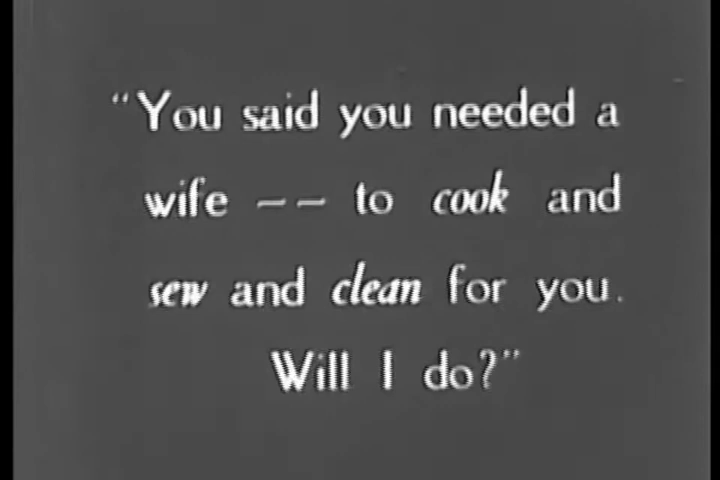 "You said you needed a
wife -- to cook and
sew and clean for you.
Will I do?"